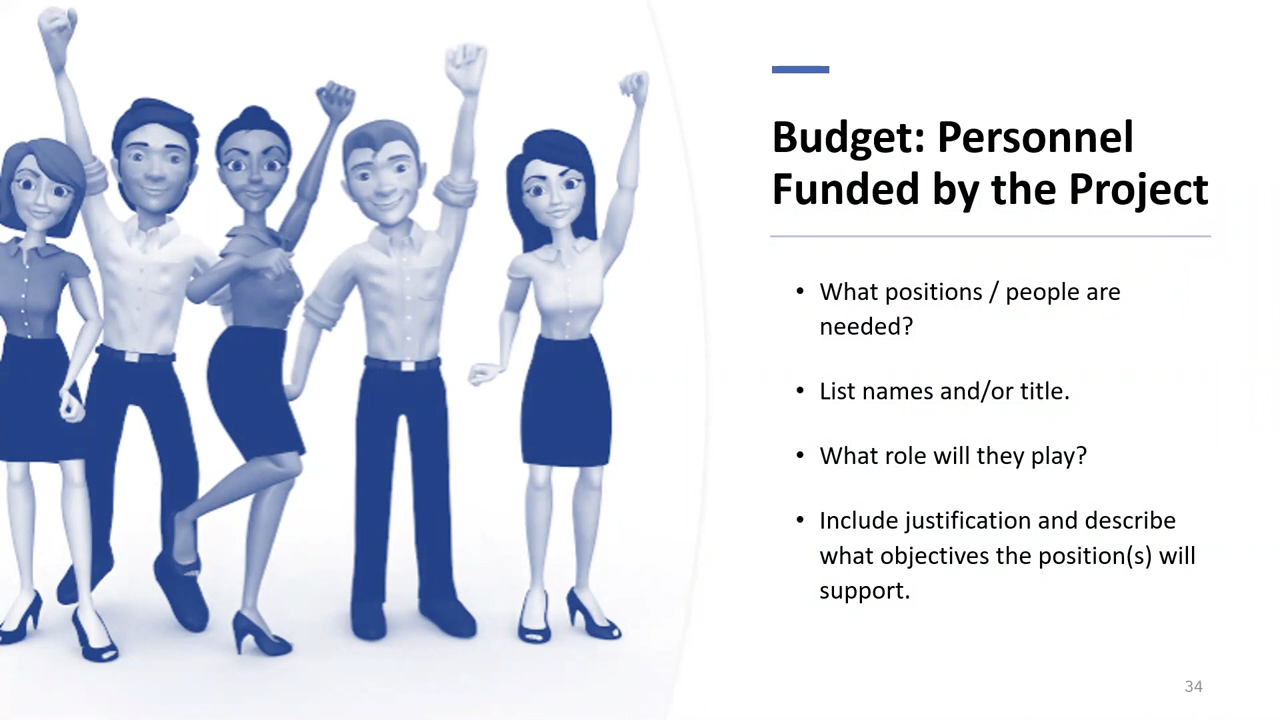 Budget: Personnel
Funded by the Project
• What positions / people are
needed?
• List names and/or title.
• What role will they play?
• Include justification and describe
what objectives the position(s) will
support.
34